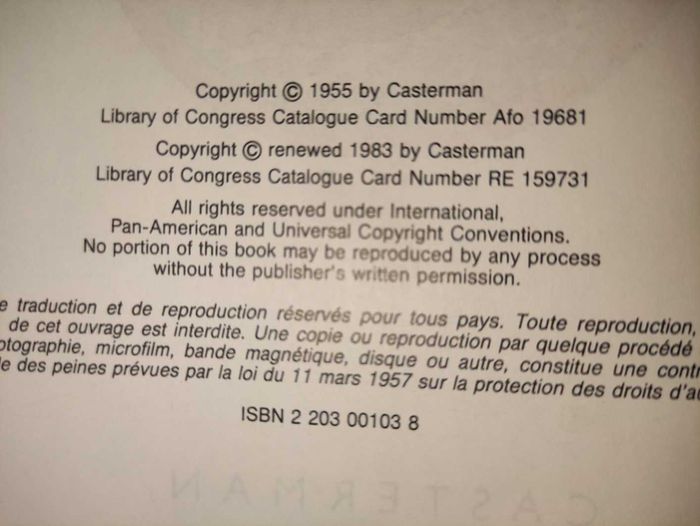 Copyright © 1955 by Casterman
Library of Congress Catalogue Card Number Afo 19681
Copyright © renewed 1983 by Casterman
Library of Congress Catalogue Card Number RE 159731
All rights reserved under International,
Pan-American and Universal Copyright Conventions.
No portion of this book may be reproduced by any process
without the publisher's written permission.
e traduction et de reproduction réservés pour tous pays. Toute reproduction,
de cet ouvrage est interdite. Une copie ou reproduction par quelque procédé
otographie, microfilm, bande magnétique, disque ou autre, constitue une contr
e des peines prévues par la loi du 11 mars 1957 sur la protection des droits d'au
ISBN 2 203 00103 8
CASTERMAN